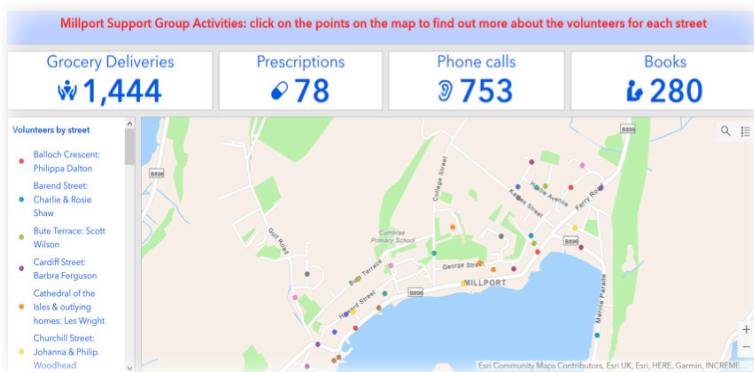 Millport Support Group Activities: click on the points on the map to find out more about the volunteers for each street
Grocery Deliveries
1,444
Prescriptions
78
Phone calls
753
Books
280
Volunteers by street
Balloch Crescent:
Philippa Dalton
Barend Street:
Charlie & Rosie
Shaw
Bute Terrace: Scott
Wilson
Cardiff Street:
Barbra Ferguson
Cathedral of the
Isles & outlying
homes: Les Wright
Churchill Street:
Johanna & Philip
Woodhead
B896
B899
College Street
Kames Street
Ferry Road
Golf Road
Cumbrae
Primary School
B896
Bute Terrace
George Street
MILLPORT
Howard Street
B896
Marine Parade
Esri Community Maps Contributors, Esri UK, Esri, HERE, Garmin, INCREME...